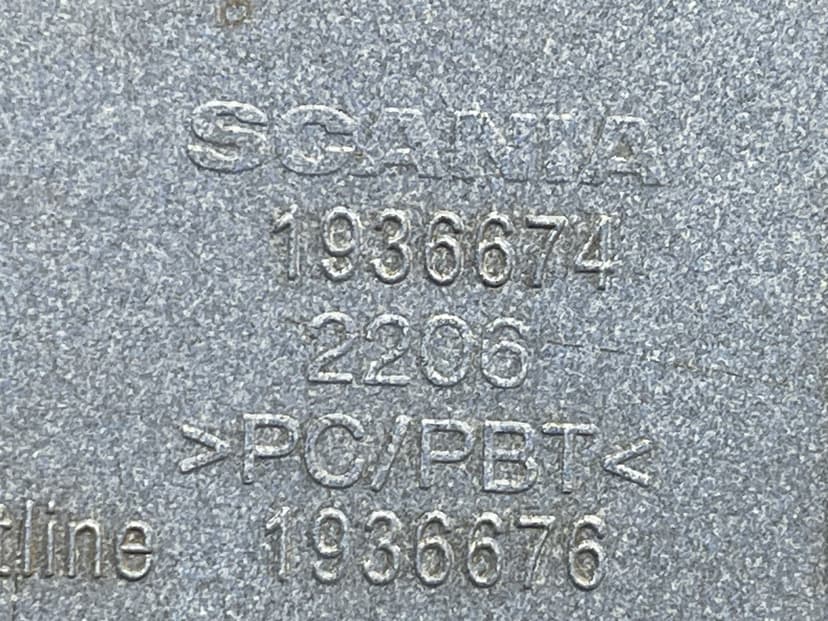 SCANIA
1936674
2206
>PC/PBT<
tline 1936676